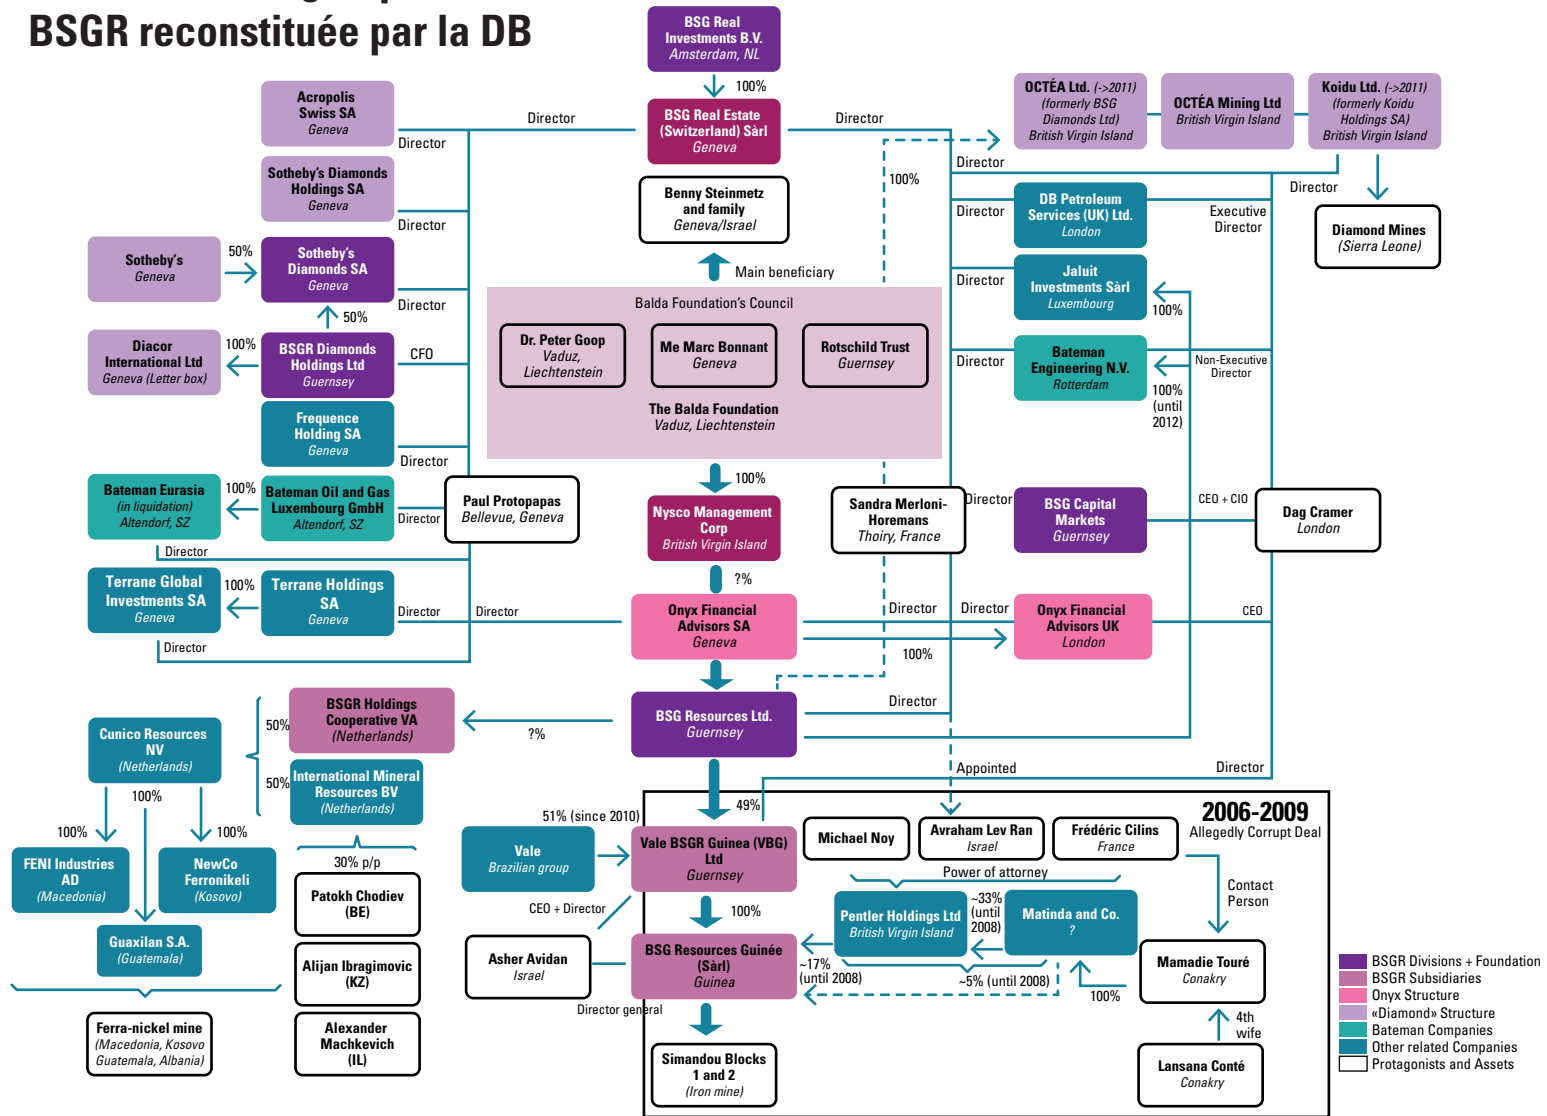 BSGR reconstituée par la DB
BSG Real
Investments B.V.
Amsterdam, NL
100%
BSG Real Estate
(Switzerland) Sàrl
Geneva
Director
Director
Acropolis
Swiss SA
Geneva
Director
Sotheby's Diamonds
Holdings SA
Geneva
Director
Sotheby's
Geneva
50%
Sotheby's
Diamonds SA
Geneva
Director
50%
Diacor
International Ltd
Geneva (Letter box)
100%
BSGR Diamonds
Holdings Ltd
Guernsey
CFO
Frequence
Holding SA
Geneva
Director
Bateman Eurasia
(in liquidation)
Altendorf, SZ
100%
Bateman Oil and Gas
Luxembourg GmbH
Altendorf, SZ
Director
Paul Protopapas
Bellevue, Geneva
Director
Terrane Global
Investments SA
Geneva
100%
Terrane Holdings
SA
Geneva
Director
Director
Director
Benny Steinmetz
and family
Geneva/Israel
Main beneficiary
Balda Foundation's Council
Dr. Peter Goop
Vaduz,
Liechtenstein
Me Marc Bonnant
Geneva
Rotschild Trust
Guernsey
The Balda Foundation
Vaduz, Liechtenstein
100%
Nysco Management
Corp
British Virgin Island
?%
Onyx Financial
Advisors SA
Geneva
Director
Director
100%
Onyx Financial
Advisors UK
London
CEO
Sandra Merloni-
Horemans
Thoiry, France
Director
BSG Capital
Markets
Guernsey
CEO + CIO
Dag Cramer
London
OCTÉA Ltd. (->2011)
(formerly BSG
Diamonds Ltd)
British Virgin Island
OCTÉA Mining Ltd
British Virgin Island
Koidu Ltd. (->2011)
(formerly Koidu
Holdings SA)
British Virgin Island
100%
Director
Director
Diamond Mines
(Sierra Leone)
Director
DB Petroleum
Services (UK) Ltd.
London
Executive
Director
Director
Jaluit
Investments Sàrl
Luxembourg
100%
Director
Bateman
Engineering N.V.
Rotterdam
Non-Executive
Director
100%
(until
2012)
BSG Resources Ltd.
Guernsey
Director
?%
BSGR Holdings
Cooperative VA
(Netherlands)
50%
50%
International Mineral
Resources BV
(Netherlands)
30% p/p
Patokh Chodiev
(BE)
Alijan Ibragimovic
(KZ)
Alexander
Machkevich
(IL)
Cunico Resources
NV
(Netherlands)
100%
100%
100%
FENI Industries
AD
(Macedonia)
NewCo
Ferronikeli
(Kosovo)
Guaxilan S.A.
(Guatemala)
Ferra-nickel mine
(Macedonia, Kosovo
Guatemala, Albania)
Appointed
Director
49%
51% (since 2010)
Vale
Brazilian group
Vale BSGR Guinea (VBG)
Ltd
Guernsey
CEO + Director
100%
Asher Avidan
Israel
Director general
BSG Resources Guinée
(Sàrl)
Guinea
Simandou Blocks
1 and 2
(Iron mine)
2006-2009
Allegedly Corrupt Deal
Michael Noy
Avraham Lev Ran
Israel
Frédéric Cilins
France
Power of attorney
Pentler Holdings Ltd
British Virgin Island
~33%
(until
2008)
Matinda and Co.
?
~17%
(until 2008)
~5% (until 2008)
Contact
Person
Mamadie Touré
Conakry
100%
4th
wife
Lansana Conté
Conakry
BSGR Divisions + Foundation
BSGR Subsidiaries
Onyx Structure
«Diamond» Structure
Bateman Companies
Other related Companies
Protagonists and Assets